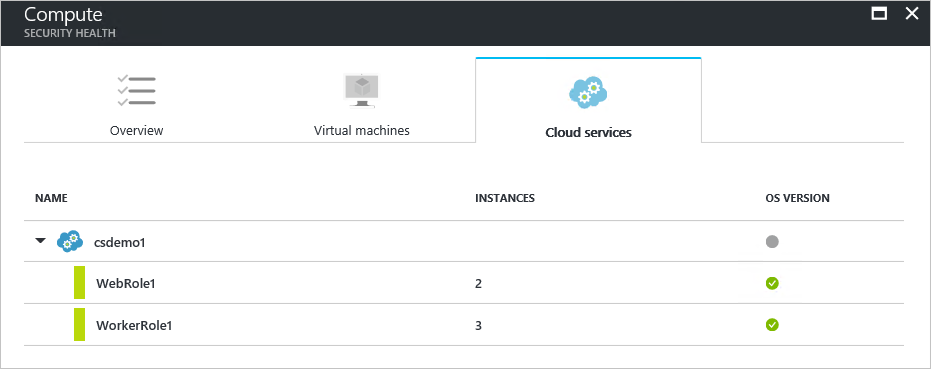 Compute
SECURITY HEALTH
Overview
Virtual machines
Cloud services
NAME INSTANCES OS VERSION
csdemo1
WebRole1 2
WorkerRole1 3